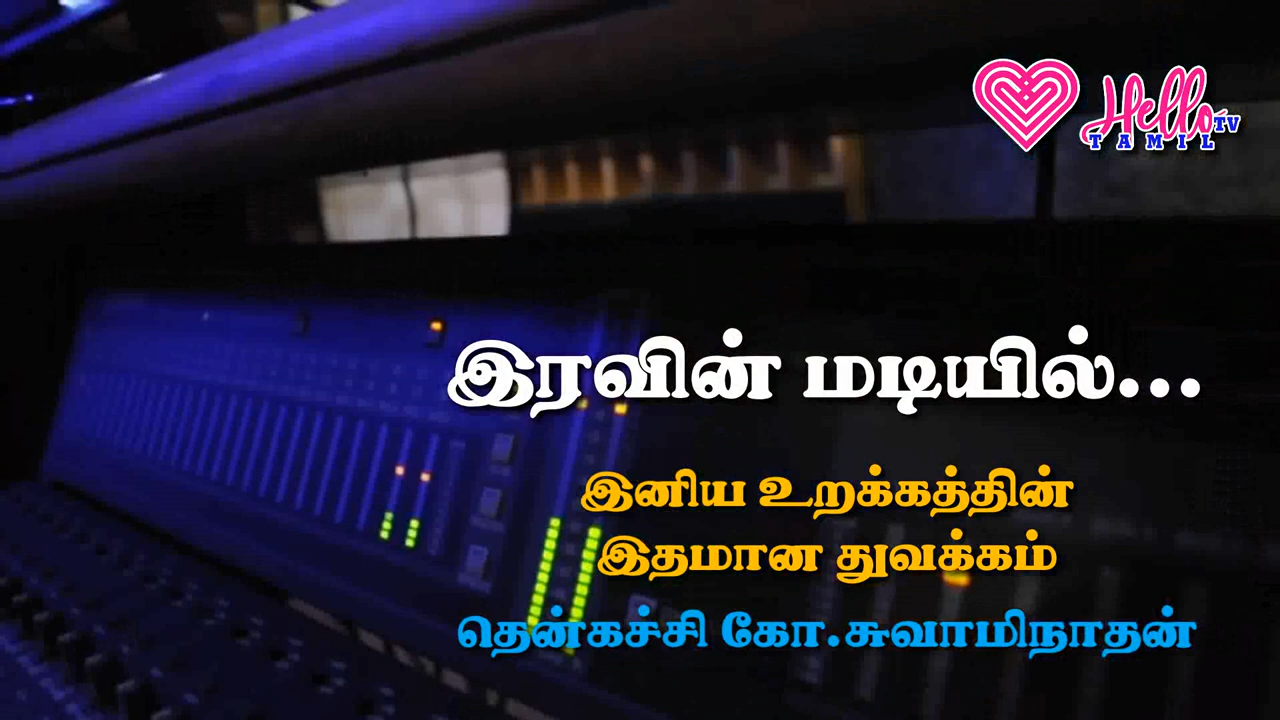 Hello TV
TAMIL
இரவின் மடியில்...
இனிய உறக்கத்தின்
இதமான துவக்கம்
தென்கச்சி கோ.சுவாமிநாதன்